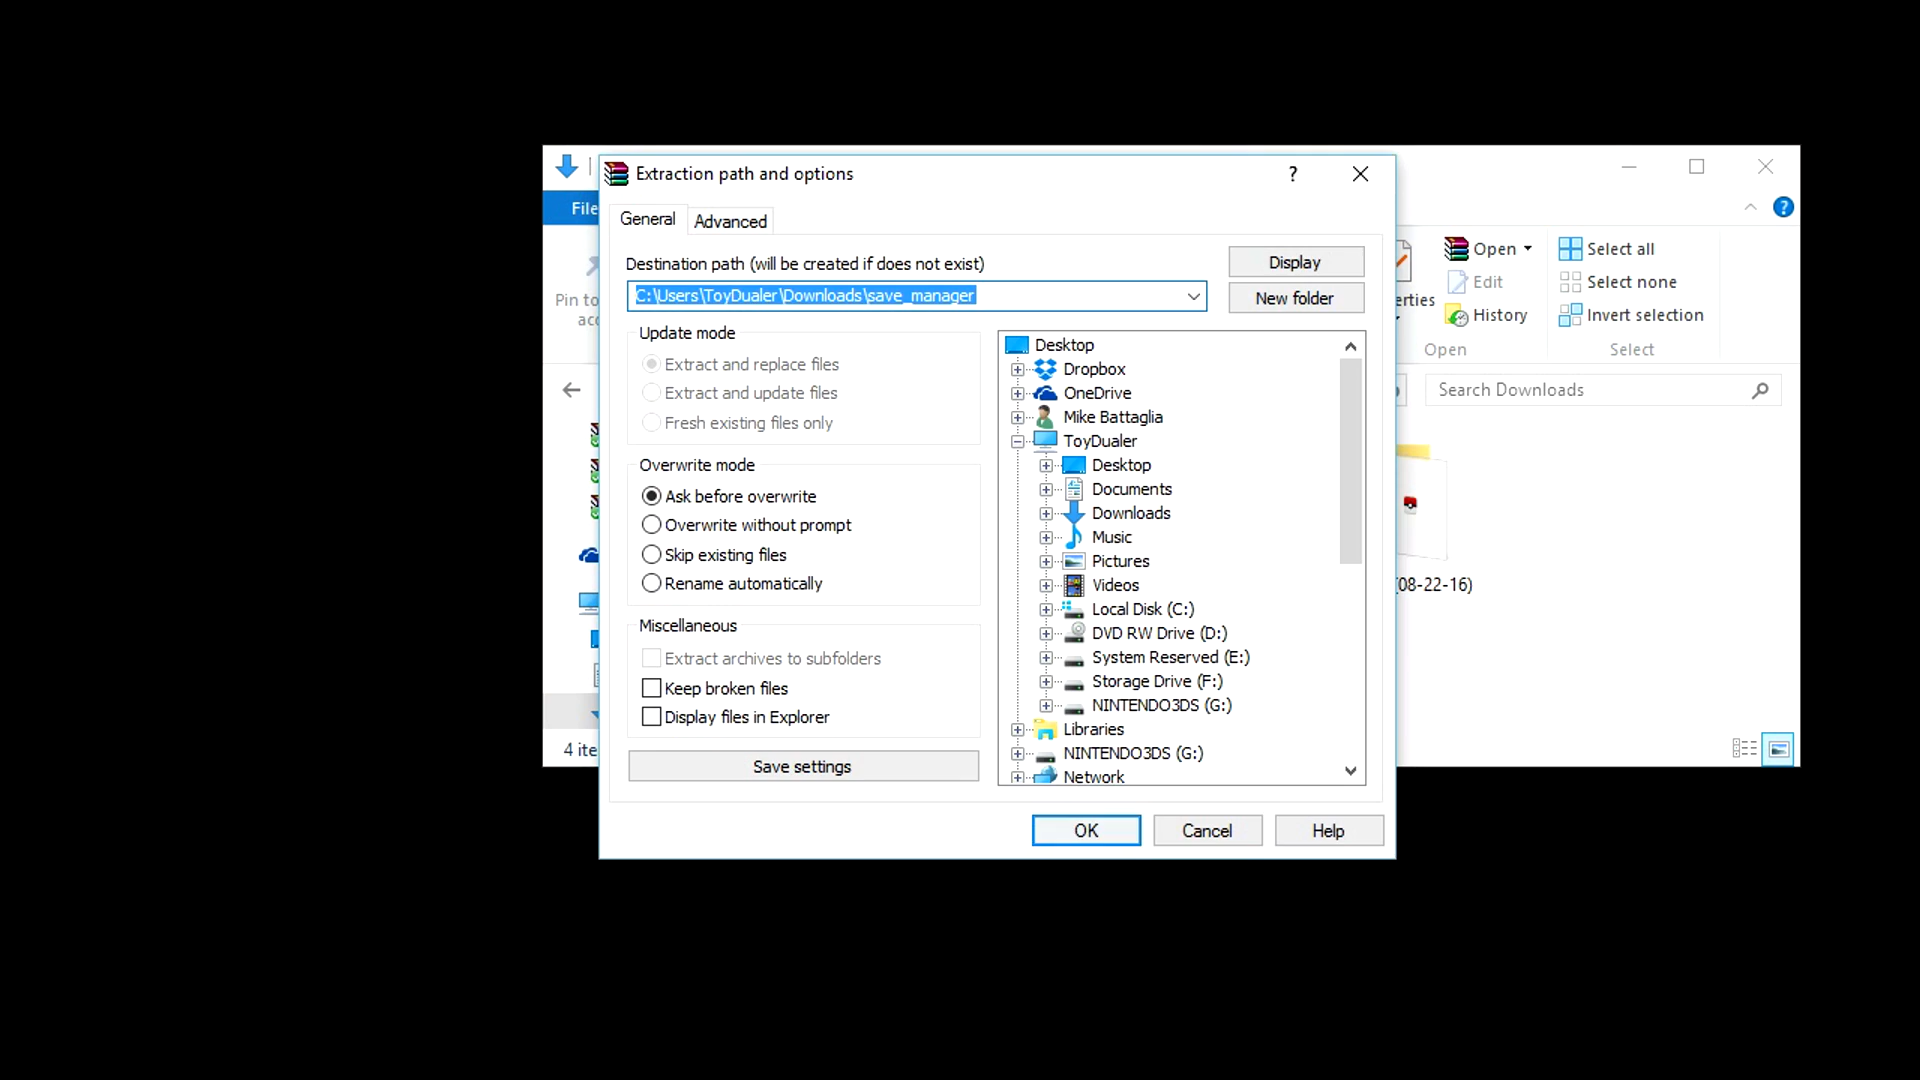 Extraction path and options
?
File
General
Advanced
Destination path (will be created if does not exist)
Display
C:\Users\ToyDualer\Downloads\save_manager
New folder
Update mode
Extract and replace files
Extract and update files
Fresh existing files only
Overwrite mode
Ask before overwrite
Overwrite without prompt
Skip existing files
Rename automatically
Miscellaneous
Extract archives to subfolders
Keep broken files
Display files in Explorer
Save settings
Desktop
Dropbox
OneDrive
Mike Battaglia
ToyDualer
Desktop
Documents
Downloads
Music
Pictures
Videos
Local Disk (C:)
DVD RW Drive (D:)
System Reserved (E:)
Storage Drive (F:)
NINTENDO3DS (G:)
Libraries
NINTENDO3DS (G:)
Network
OK
Cancel
Help
?
Pin to
Open
Edit
History
Open
Select all
Select none
Invert selection
Select
Search Downloads
08-22-16)
4 ite